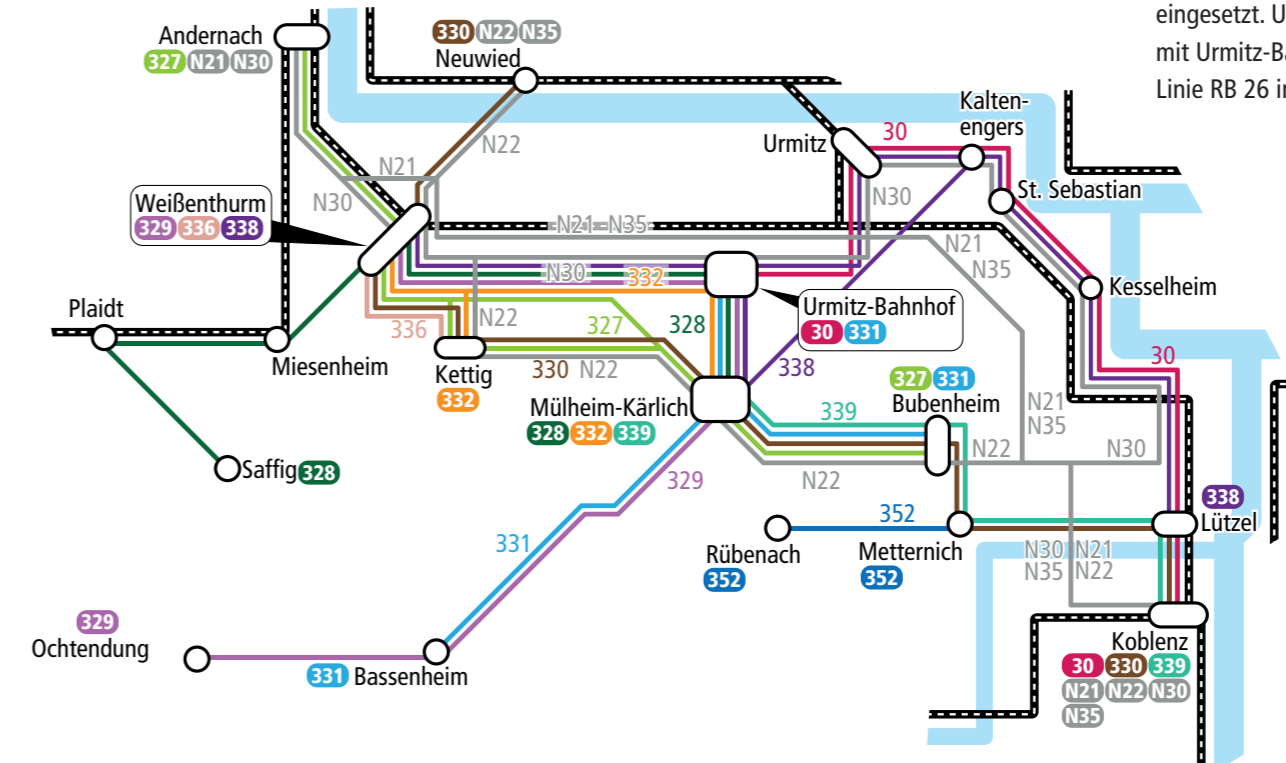 eingesetzt. U
mit Urmitz-Ba
Linie RB 26 in
Andernach
327 N21 N30
330 N22 N35
Neuwied
Kalten-
engers
Urmitz
30
N22
N21
N30
N30
St. Sebastian
Weißenthurm
329 336 338
N21 N35
N21
N35
N30
332
Kesselheim
Urmitz-Bahnhof
30 331
Plaidt
Miesenheim
336
N22
327
328
338
30
Kettig
332
330 N22
Mülheim-Kärlich
328 332 339
339
327 331
Bubenheim
N21
N35
N22
N30
N22
Saffig 328
329
331
338
Lützel
352
Rübenach
352
Metternich
352
N30 N21
N35 N22
329
Ochtendung
331 Bassenheim
Koblenz
30 330 339
N21 N22 N30
N35